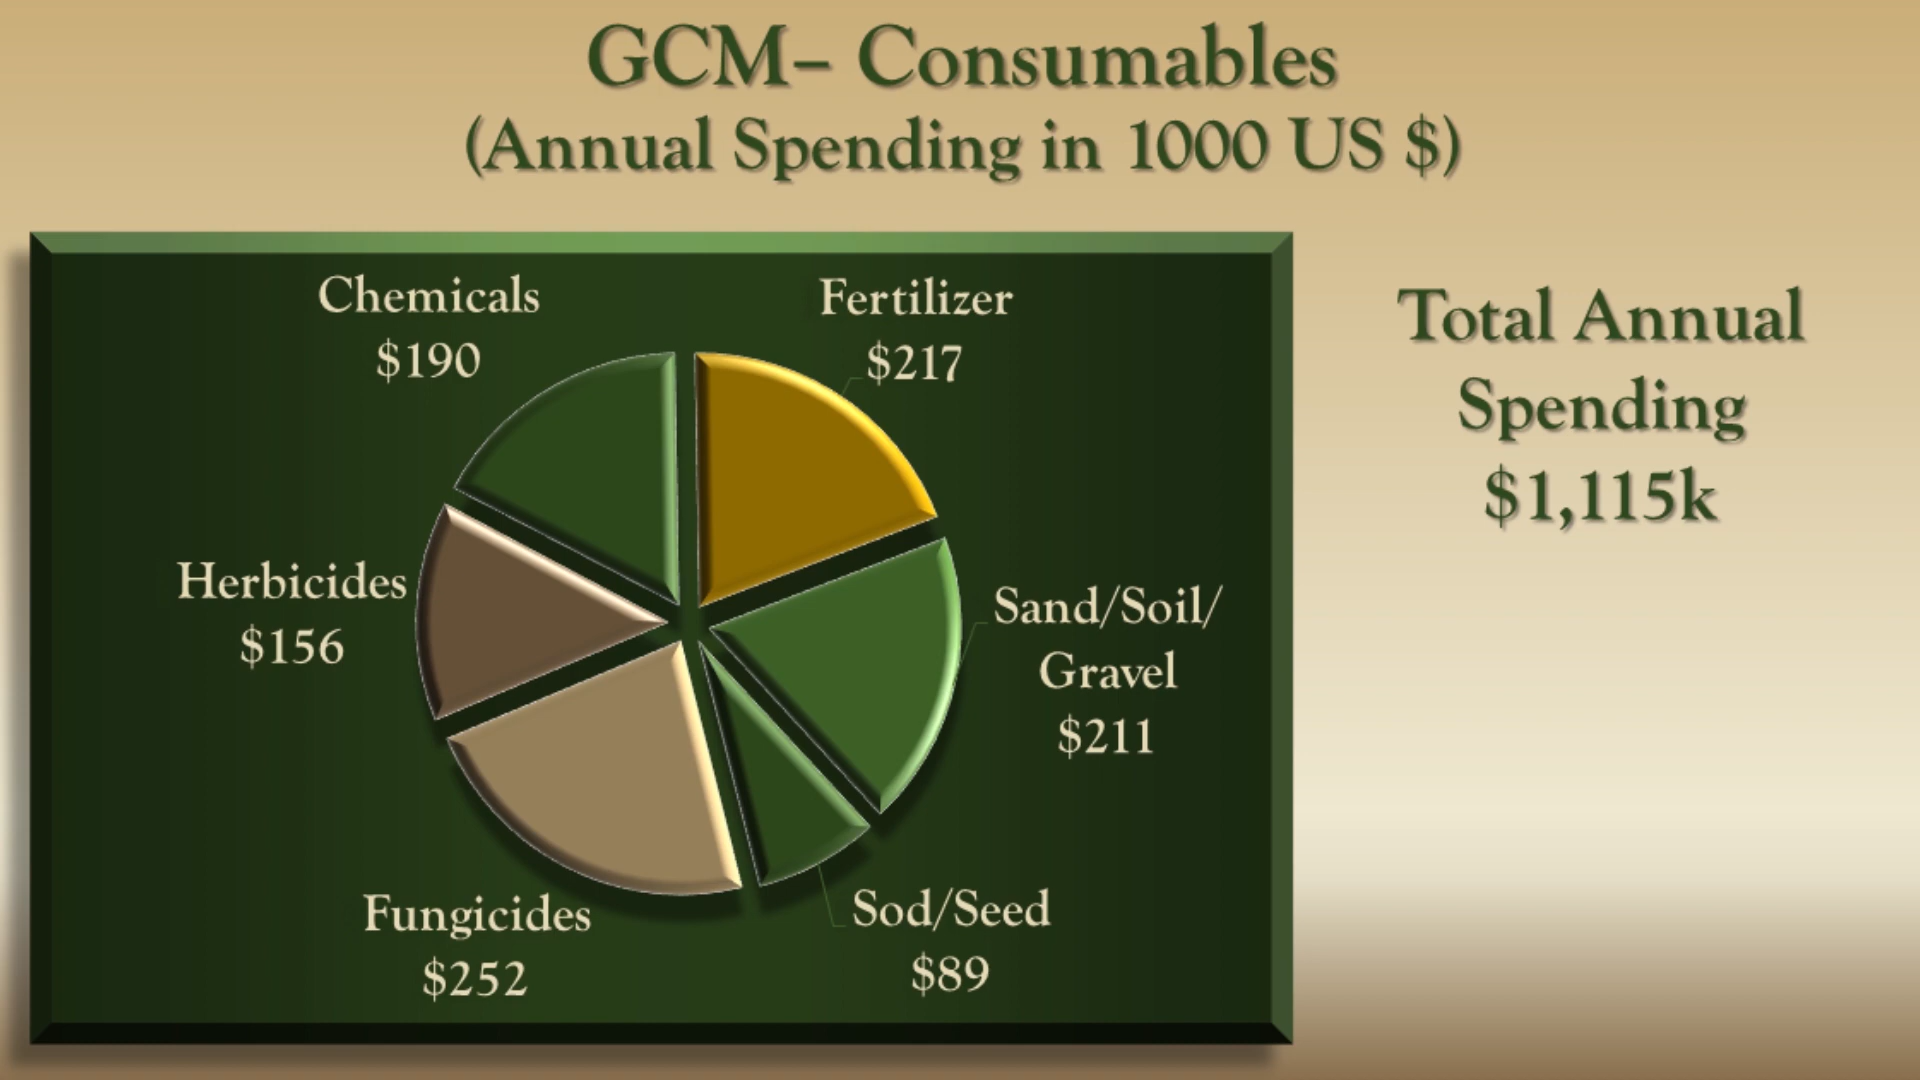 GCM– Consumables
(Annual Spending in 1000 US $)
Chemicals
$190
Fertilizer
$217
Total Annual
Spending
$1,115k
Herbicides
$156
Sand/Soil/
Gravel
$211
Fungicides
$252
Sod/Seed
$89